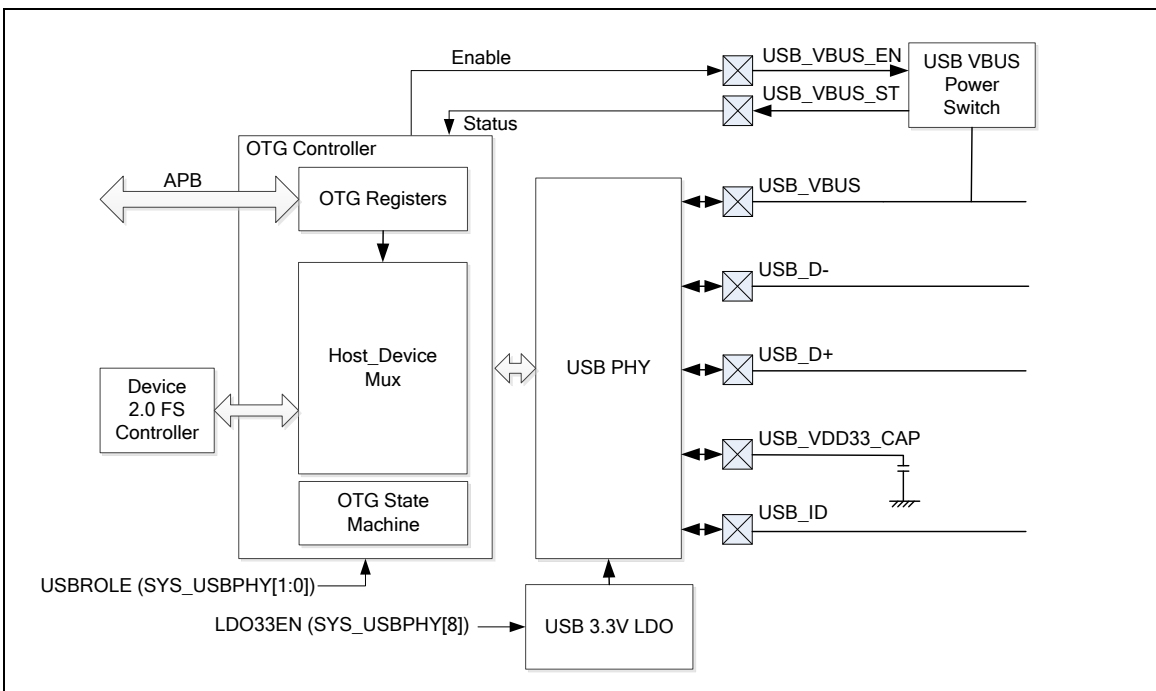 Enable
USB_VBUS_EN
USB VBUS
Power
Switch
USB_VBUS_ST
Status
OTG Controller
APB
OTG Registers
USB_VBUS
USB_D-
Host_Device
Mux
USB PHY
USB_D+
Device
2.0 FS
Controller
USB_VDD33_CAP
OTG State
Machine
USB_ID
USBROLE (SYS_USBPHY[1:0])
LDO33EN (SYS_USBPHY[8])
USB 3.3V LDO